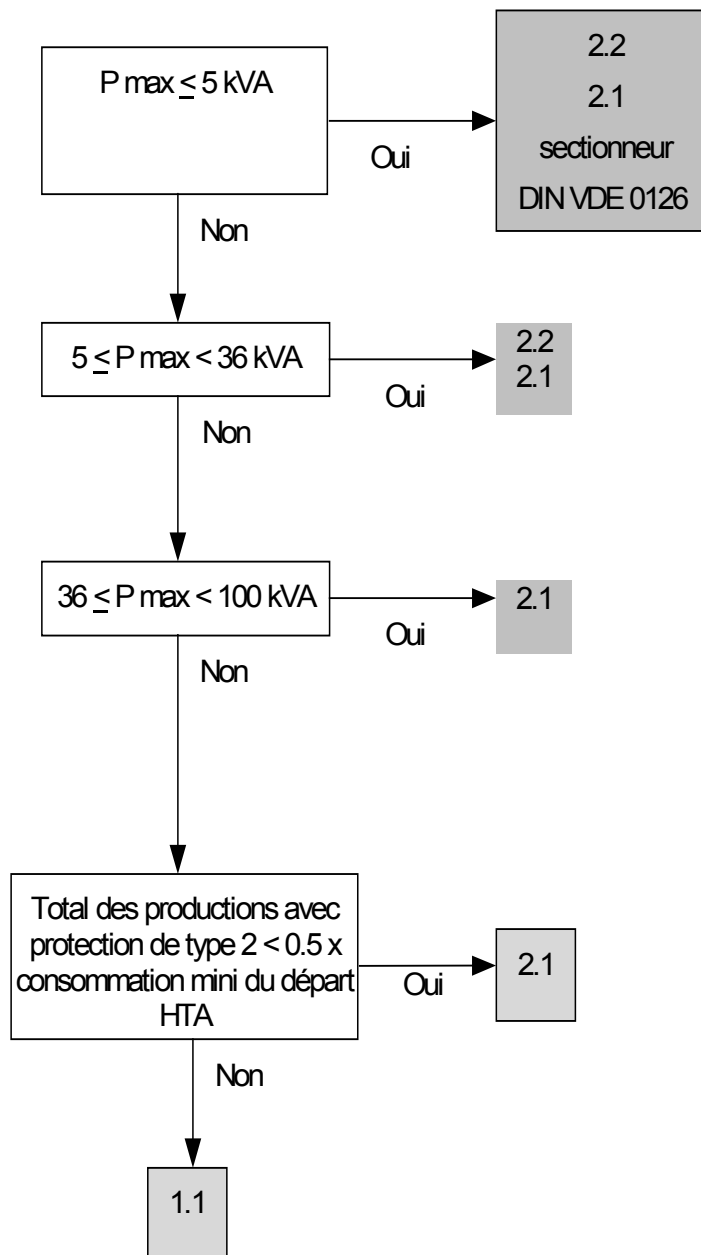 P max ≤ 5 kVA
Oui
2.2
2.1
sectionneur
DIN VDE 0126
Non
5 ≤ P max < 36 kVA
Oui
2.2
2.1
Non
36 ≤ P max < 100 kVA
Oui
2.1
Non
Total des productions avec
protection de type 2 < 0.5 x
consommation mini du départ
HTA
Oui
2.1
Non
1.1